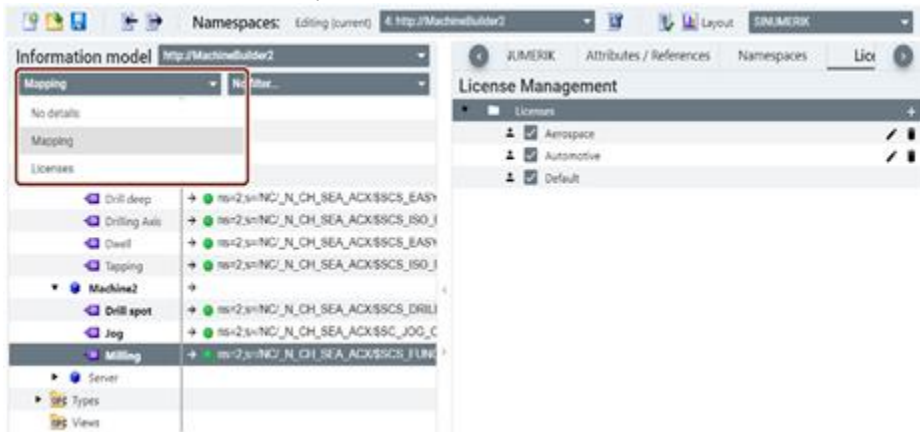 Namespaces: Editing (current) 4: http://MachineBuilder2 Layout SINUMERIK
Information model http://MachineBuilder2
Mapping No filter...
No details
Mapping
Licenses
Drill deep → ns=2;s=/NC/_N_CH_SEA_ACX/$SCS_EASY
Drilling Axis → ns=2;s=/NC/_N_CH_SEA_ACX/$SCS_ISO_
Dwell → ns=2;s=/NC/_N_CH_SEA_ACX/$SCS_EASY
Tapping → ns=2;s=/NC/_N_CH_SEA_ACX/$SCS_ISO_
Machine2 →
Drill spot → ns=2;s=/NC/_N_CH_SEA_ACX/$SCS_DRILL
Jog → ns=2;s=/NC/_N_CH_SEA_ACX/$SC_JOG_C
Milling → ns=2;s=/NC/_N_CH_SEA_ACX/$SCS_FUNC
Server
Types
Views
JUMERIK Attributes / References Namespaces Lice
License Management
Licenses +
Aerospace
Automotive
Default